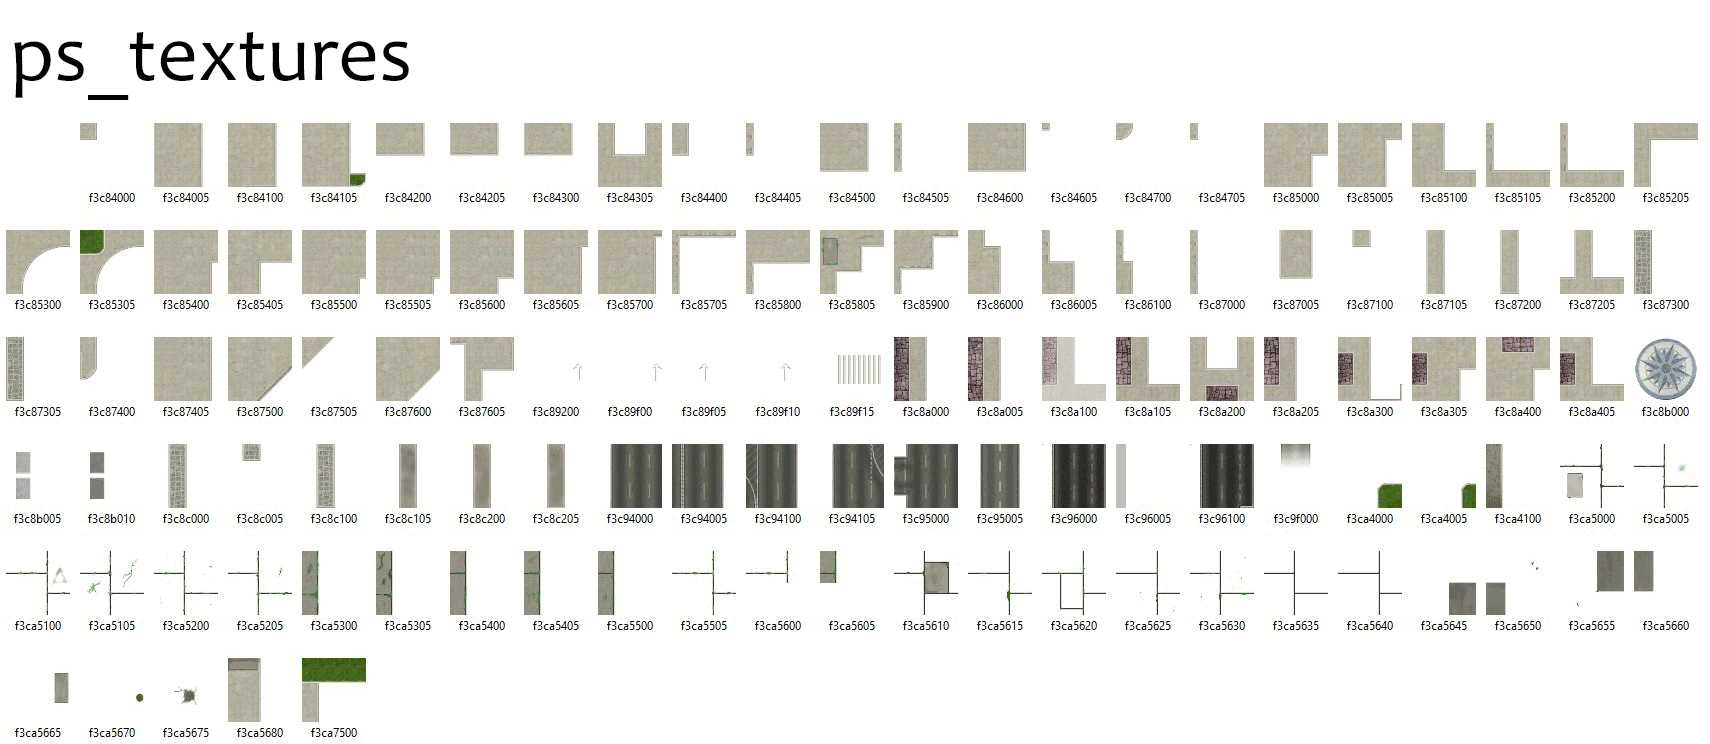 ps_textures
f3c84000 f3c84005 f3c84100 f3c84105 f3c84200 f3c84205 f3c84300 f3c84305 f3c84400 f3c84405 f3c84500 f3c84505 f3c84600 f3c84605 f3c84700 f3c84705 f3c85000 f3c85005 f3c85100 f3c85105 f3c85200 f3c85205
f3c85300 f3c85305 f3c85400 f3c85405 f3c85500 f3c85505 f3c85600 f3c85605 f3c85700 f3c85705 f3c85800 f3c85805 f3c85900 f3c86000 f3c86005 f3c86100 f3c87000 f3c87005 f3c87100 f3c87105 f3c87200 f3c87205 f3c87300
f3c87305 f3c87400 f3c87405 f3c87500 f3c87505 f3c87600 f3c87605 f3c89200 f3c89f00 f3c89f05 f3c89f10 f3c89f15 f3c8a000 f3c8a005 f3c8a100 f3c8a105 f3c8a200 f3c8a205 f3c8a300 f3c8a305 f3c8a400 f3c8a405 f3c8b000
f3c8b005 f3c8b010 f3c8c000 f3c8c005 f3c8c100 f3c8c105 f3c8c200 f3c8c205 f3c94000 f3c94005 f3c94100 f3c94105 f3c95000 f3c95005 f3c96000 f3c96005 f3c96100 f3c9f000 f3ca4000 f3ca4005 f3ca4100 f3ca5000 f3ca5005
f3ca5100 f3ca5105 f3ca5200 f3ca5205 f3ca5300 f3ca5305 f3ca5400 f3ca5405 f3ca5500 f3ca5505 f3ca5600 f3ca5605 f3ca5610 f3ca5615 f3ca5620 f3ca5625 f3ca5630 f3ca5635 f3ca5640 f3ca5645 f3ca5650 f3ca5655 f3ca5660
f3ca5665 f3ca5670 f3ca5675 f3ca5680 f3ca7500